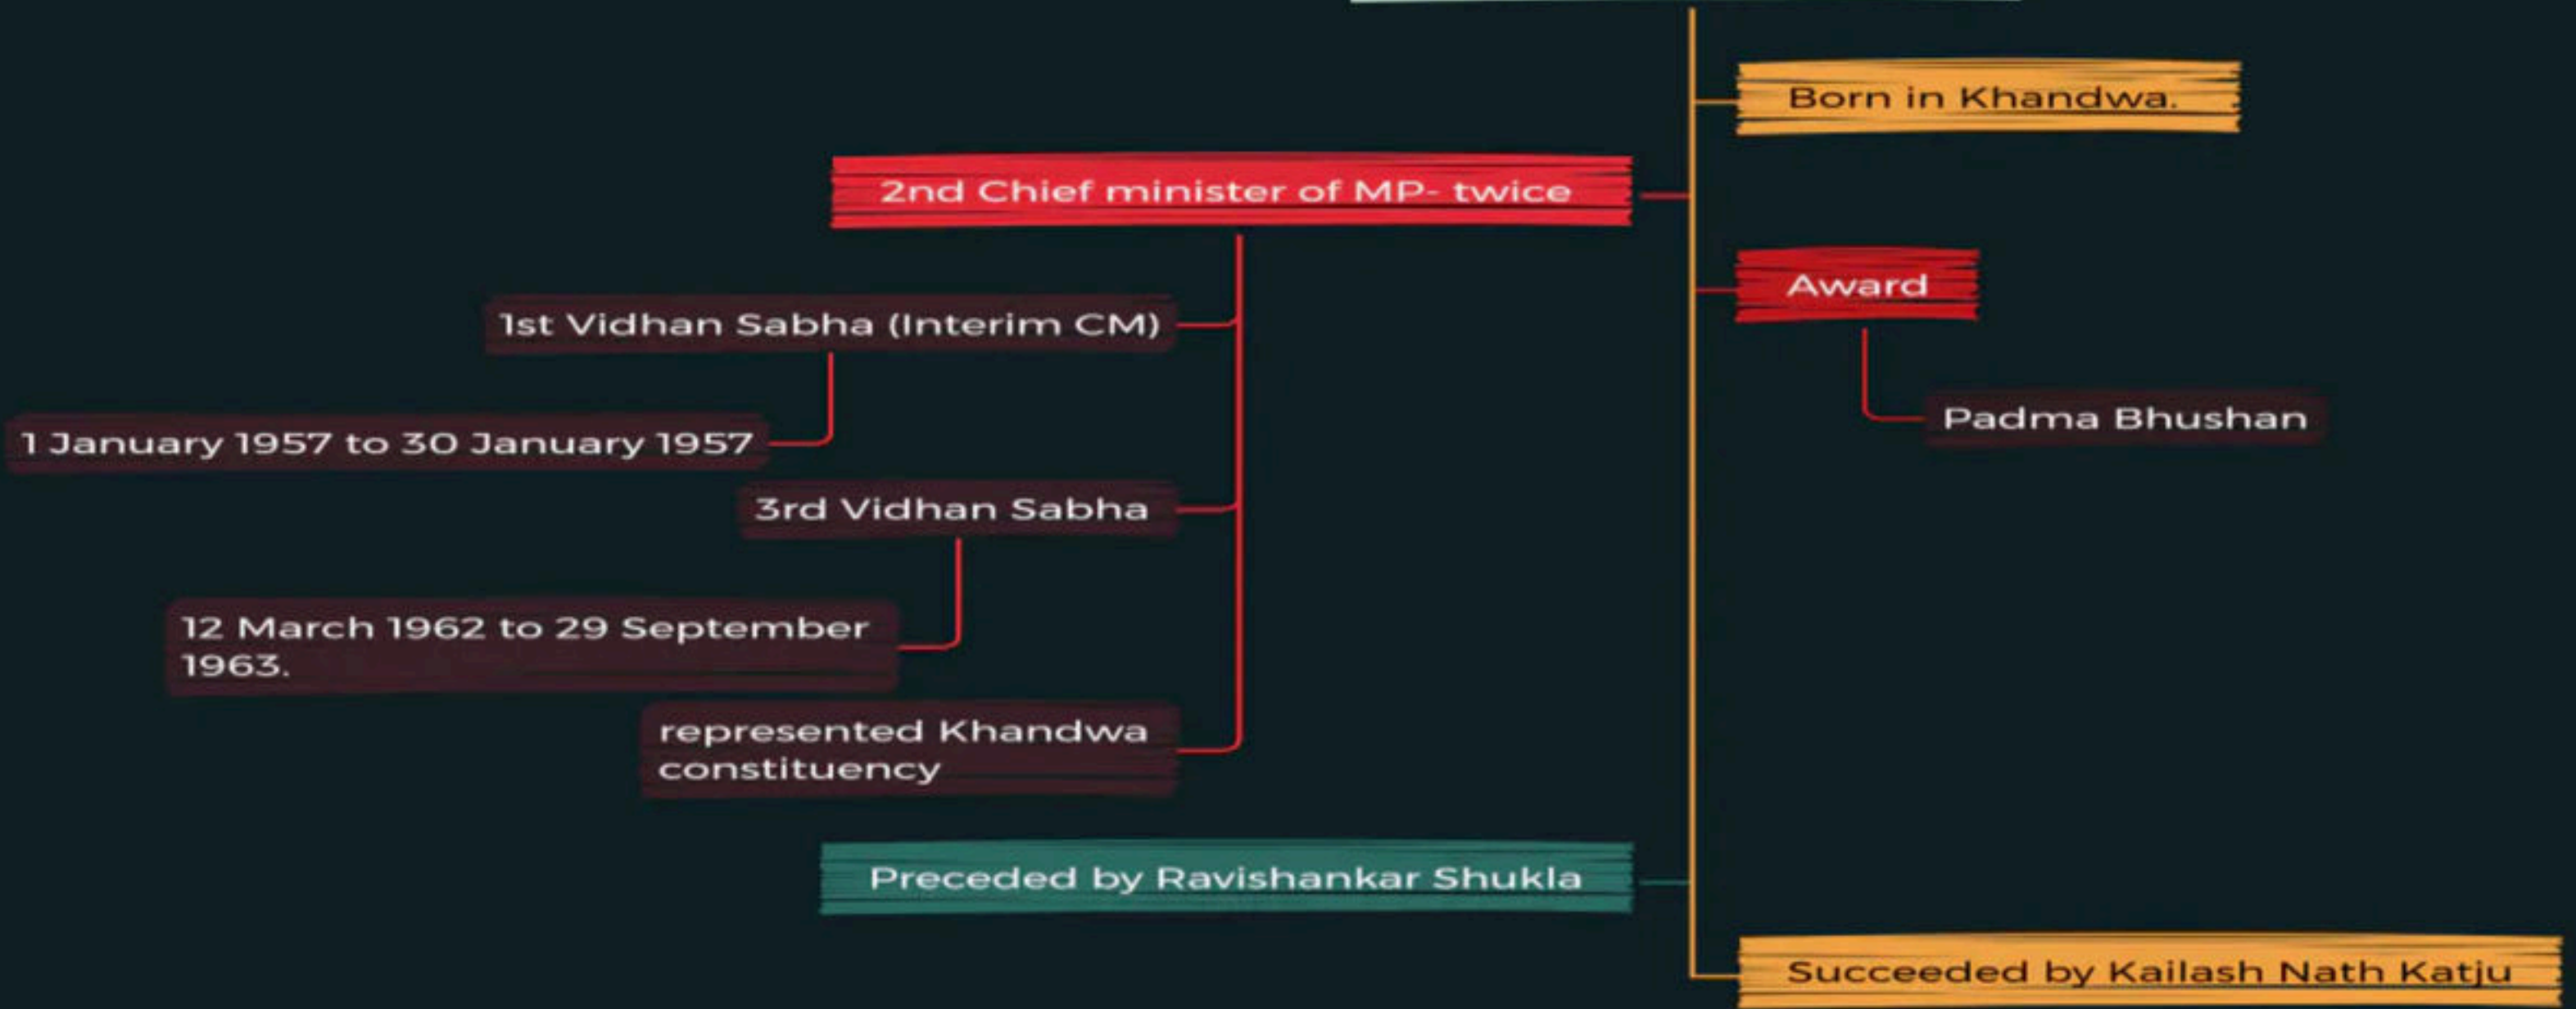 Born in Khandwa.
2nd Chief minister of MP- twice
Award
1st Vidhan Sabha (Interim CM)
Padma Bhushan
1 January 1957 to 30 January 1957
3rd Vidhan Sabha
12 March 1962 to 29 September
1963.
represented Khandwa
constituency
Preceded by Ravishankar Shukla
Succeeded by Kailash Nath Katju